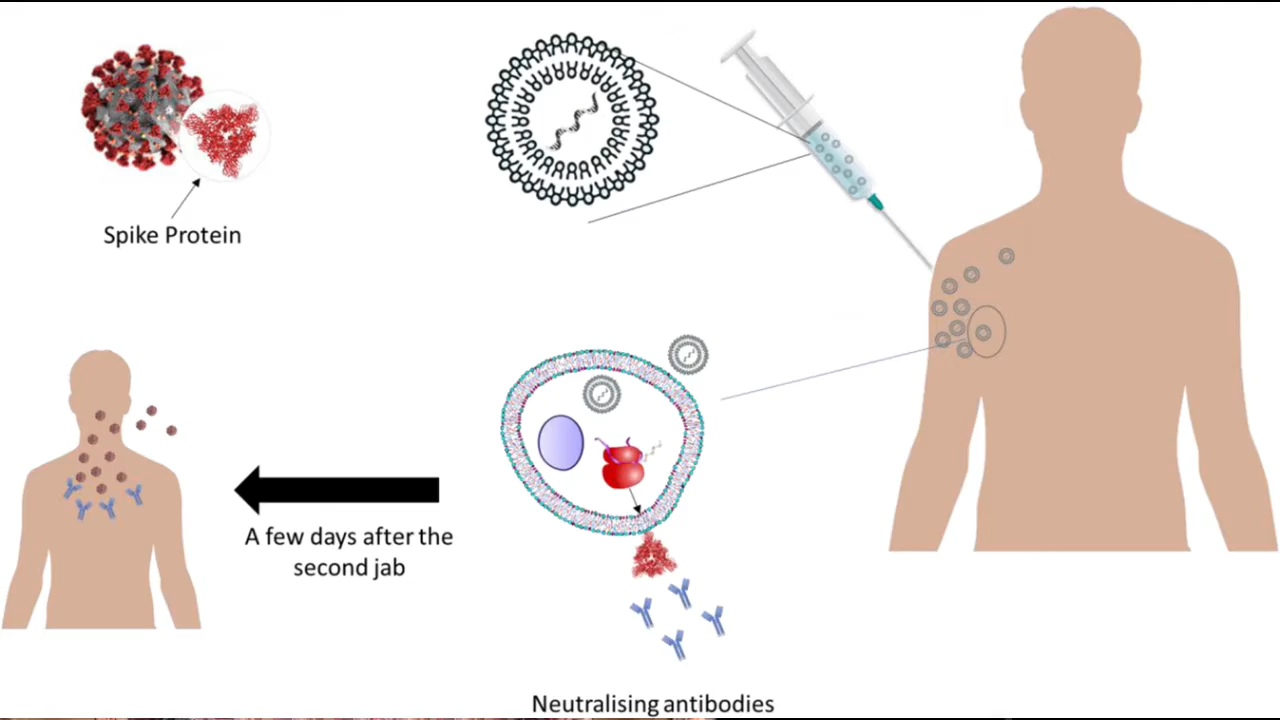 Spike Protein
A few days after the
second jab
Neutralising antibodies